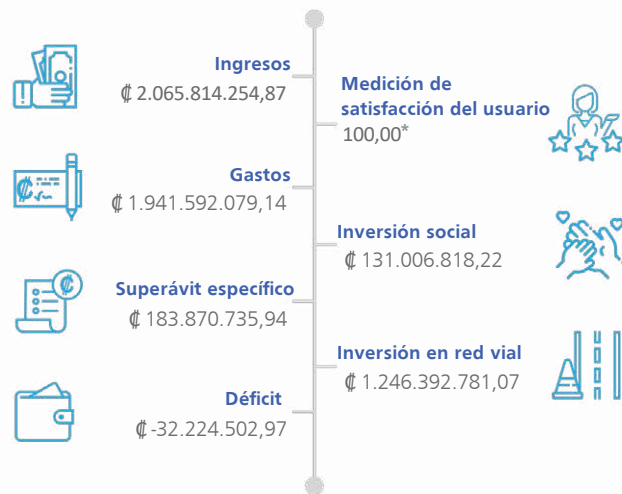 Ingresos
₡ 2.065.814.254,87
Gastos
₡ 1.941.592.079,14
Superávit específico
₡ 183.870.735,94
Déficit
₡ -32.224.502,97
Medición de
satisfacción del usuario
100,00*
Inversión social
₡ 131.006.818,22
Inversión en red vial
₡ 1.246.392.781,07